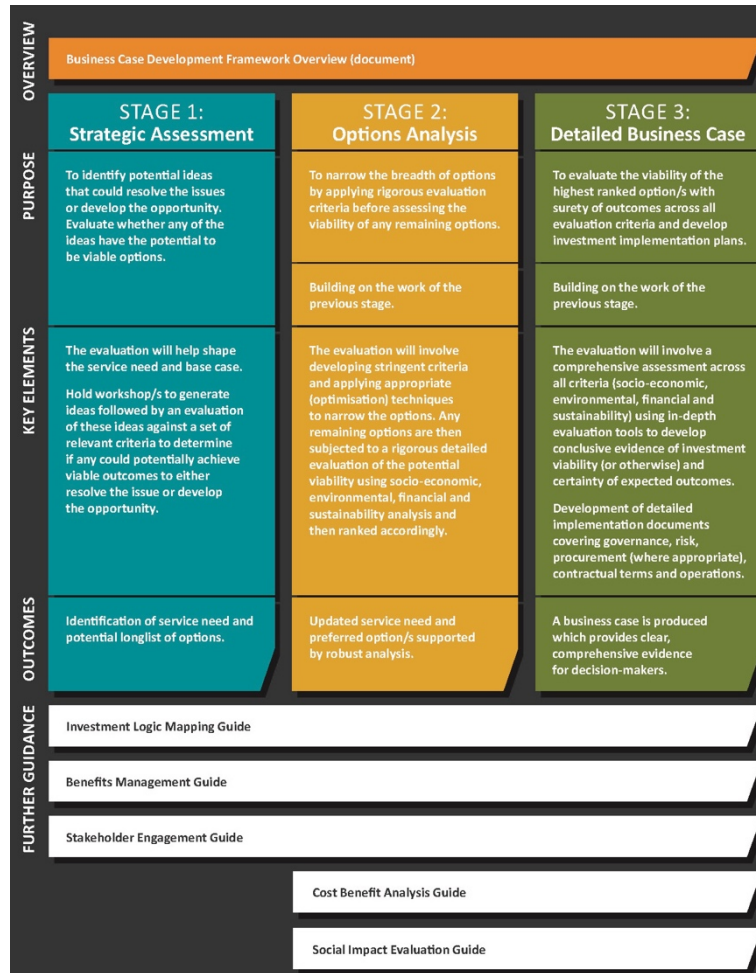 OVERVIEW
Business Case Development Framework Overview (document)
STAGE 1:
Strategic Assessment
STAGE 2:
Options Analysis
STAGE 3:
Detailed Business Case
PURPOSE
To identify potential ideas
that could resolve the issues
or develop the opportunity.
Evaluate whether any of the
ideas have the potential to
be viable options.
To narrow the breadth of options
by applying rigorous evaluation
criteria before assessing the
viability of any remaining options.
Building on the work of the
previous stage.
To evaluate the viability of the
highest ranked option/s with
surety of outcomes across all
evaluation criteria and develop
investment implementation plans.
Building on the work of the
previous stage.
KEY ELEMENTS
The evaluation will help shape
the service need and base case.
Hold workshop/s to generate
ideas followed by an evaluation
of these ideas against a set of
relevant criteria to determine
if any could potentially achieve
viable outcomes to either
resolve the issue or develop
the opportunity.
The evaluation will involve
developing stringent criteria
and applying appropriate
(optimisation) techniques
to narrow the options. Any
remaining options are then
subjected to a rigorous detailed
evaluation of the potential
viability using socio-economic,
environmental, financial and
sustainability analysis and
then ranked accordingly.
The evaluation will involve a
comprehensive assessment across
all criteria (socio-economic,
environmental, financial and
sustainability) using in-depth
evaluation tools to develop
conclusive evidence of investment
viability (or otherwise) and
certainty of expected outcomes.
Development of detailed
implementation documents
covering governance, risk,
procurement (where appropriate),
contractual terms and operations.
OUTCOMES
Identification of service need and
potential longlist of options.
Updated service need and
preferred option/s supported
by robust analysis.
A business case is produced
which provides clear,
comprehensive evidence
for decision-makers.
FURTHER GUIDANCE
Investment Logic Mapping Guide
Benefits Management Guide
Stakeholder Engagement Guide
Cost Benefit Analysis Guide
Social Impact Evaluation Guide